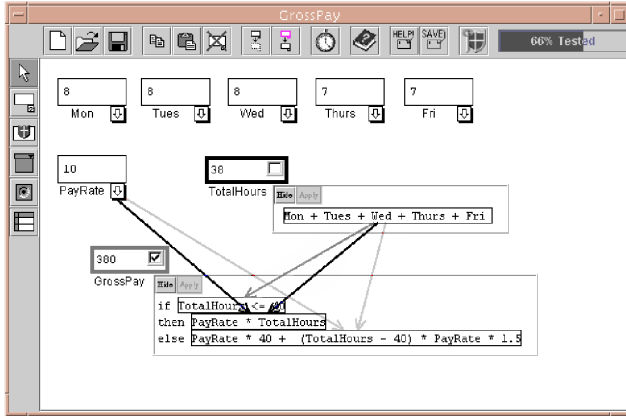 GrossPay
HELP! SAVE!
66% Tested
8 8 8 7 7
Mon Tues Wed Thurs Fri
10 38
PayRate TotalHours
Hide Apply
Mon + Tues + Wed + Thurs + Fri
380
GrossPay
Hide Apply
if TotalHours <= 40
then PayRate * TotalHours
else PayRate * 40 + (TotalHours - 40) * PayRate * 1.5